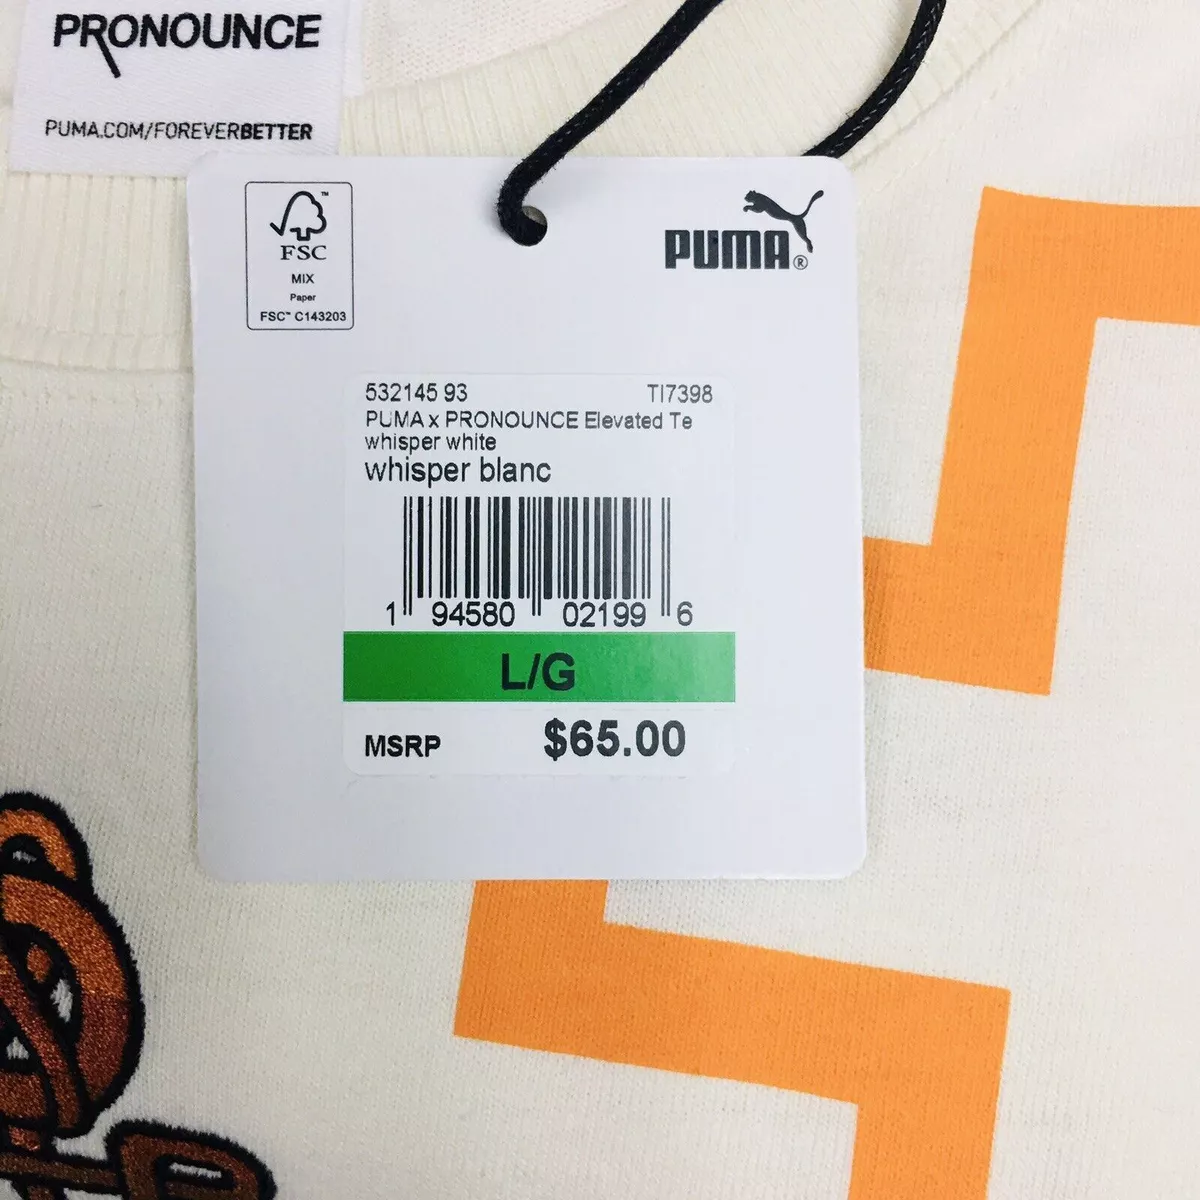 PRONOUNCE
PUMA.COM/FOREVERBETTER
FSC™
MIX
Paper
FSC™ C143203
PUMA®
532145 93 TI7398
PUMA x PRONOUNCE Elevated Te
whisper white
whisper blanc
1 94580 02199 6
L/G
MSRP $65.00